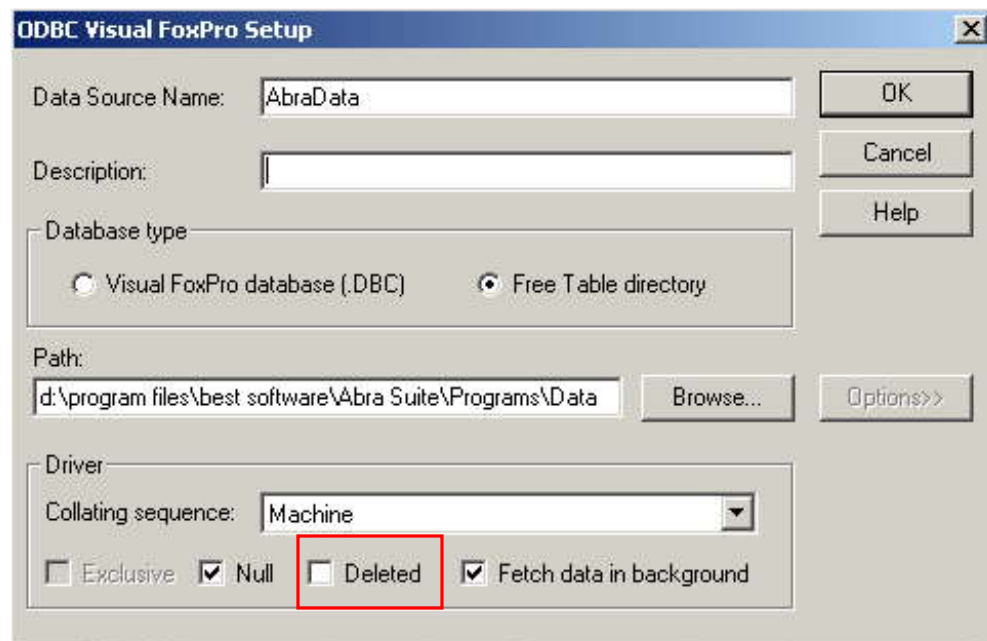 ODBC Visual FoxPro Setup
Data Source Name: AbraData OK
Description: Cancel
Help
Database type
Visual FoxPro database (.DBC) Free Table directory
Path:
d:\program files\best software\Abra Suite\Programs\Data Browse... Options>>
Driver
Collating sequence: Machine
Exclusive Null Deleted Fetch data in background